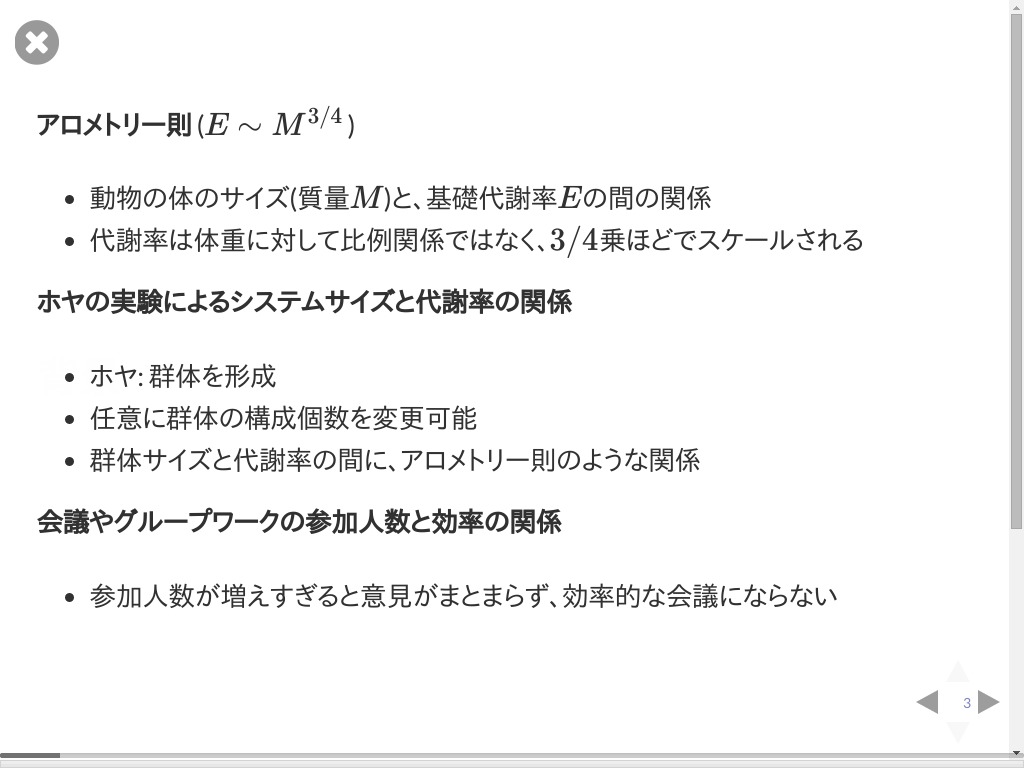 アロメトリー則 (E ∼ M^{3/4})
• 動物の体のサイズ(質量M)と、基礎代謝率Eの間の関係
• 代謝率は体重に対して比例関係ではなく、3/4乗ほどでスケールされる
ホヤの実験によるシステムサイズと代謝率の関係
• ホヤ: 群体を形成
• 任意に群体の構成個数を変更可能
• 群体サイズと代謝率の間に、アロメトリー則のような関係
会議やグループワークの参加人数と効率の関係
• 参加人数が増えすぎると意見がまとまらず、効率的な会議にならない
3